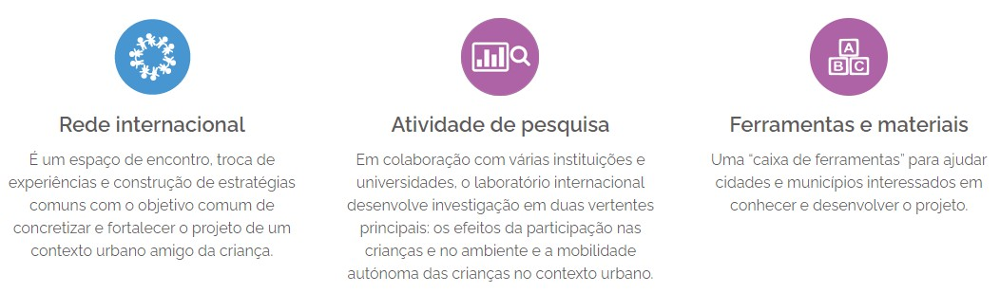 Rede internacional
É um espaço de encontro, troca de
experiências e construção de estratégias
comuns com o objetivo comum de
concretizar e fortalecer o projeto de um
contexto urbano amigo da criança.
Atividade de pesquisa
Em colaboração com várias instituições e
universidades, o laboratório internacional
desenvolve investigação em duas vertentes
principais: os efeitos da participação nas
crianças e no ambiente e a mobilidade
autónoma das crianças no contexto urbano.
A
B C
Ferramentas e materiais
Uma “caixa de ferramentas” para ajudar
cidades e municípios interessados em
conhecer e desenvolver o projeto.